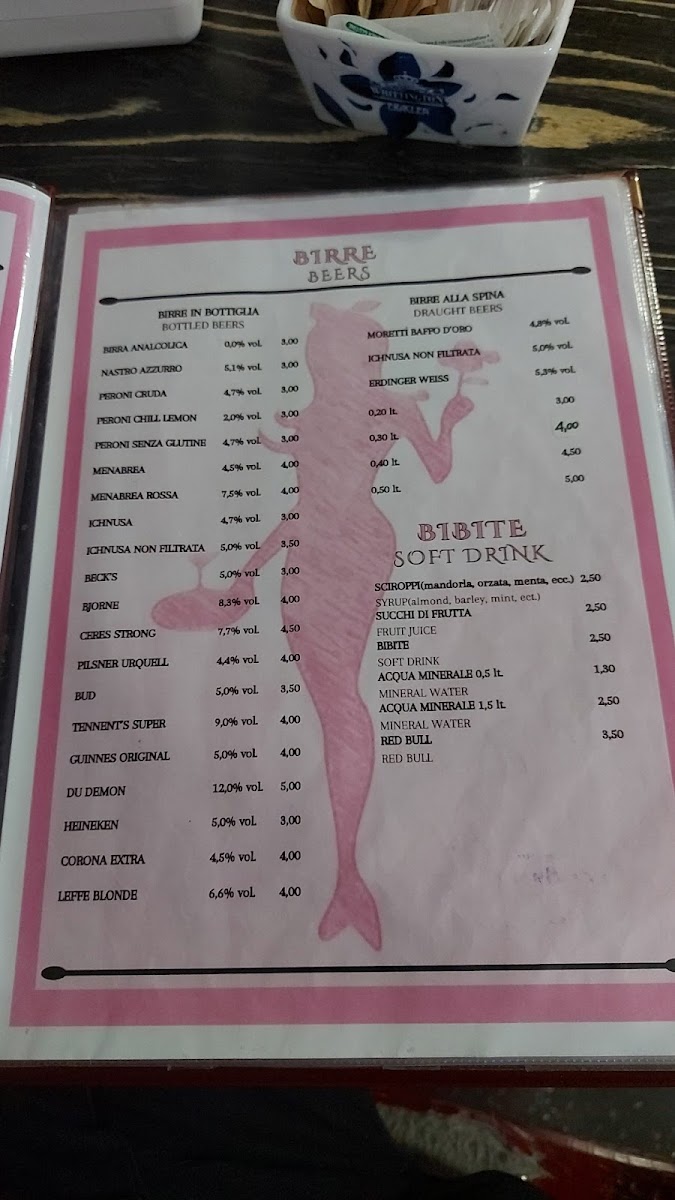 WHITTINGTON
BIRRE
BEERS
BIRRE IN BOTTIGLIA
BOTTLED BEERS
BIRRA ANALCOLICA 0,0% vol. 3,00
NASTRO AZZURRO 5,1% vol. 3,00
PERONI CRUDA 4,7% vol. 3,00
PERONI CHILL LEMON 2,0% vol. 3,00
PERONI SENZA GLUTINE 4,7% vol. 3,00
MENABREA 4,5% vol. 4,00
MENABREA ROSSA 7,5% vol. 4,00
ICHNUSA 4,7% vol. 3,00
ICHNUSA NON FILTRATA 5,0% vol. 3,50
BECK'S 5,0% vol. 3,00
BJORNE 8,3% vol. 4,00
CERES STRONG 7,7% vol. 4,50
PILSNER URQUELL 4,4% vol. 4,00
BUD 5,0% vol. 3,50
TENNENT'S SUPER 9,0% vol. 4,00
GUINNES ORIGINAL 5,0% vol. 4,00
DU DEMON 12,0% vol. 5,00
HEINEKEN 5,0% vol. 3,00
CORONA EXTRA 4,5% vol. 4,00
LEFFE BLONDE 6,6% vol. 4,00
BIRRE ALLA SPINA
DRAUGHT BEERS
MORETTI BAFFO D'ORO 4,8% vol.
ICHNUSA NON FILTRATA 5,0% vol.
ERDINGER WEISS 5,3% vol.
0,20 lt. 3,00
0,30 lt. 4,00
0,40 lt. 4,50
0,50 lt. 5,00
BIBITE
SOFT DRINK
SCIROPPI(mandorla, orzata, menta, ecc.) 2,50
SYRUP(almond, barley, mint, ect.)
SUCCHI DI FRUTTA 2,50
FRUIT JUICE
BIBITE 2,50
SOFT DRINK
ACQUA MINERALE 0,5 lt. 1,30
MINERAL WATER
ACQUA MINERALE 1,5 lt. 2,50
MINERAL WATER
RED BULL 3,50
RED BULL